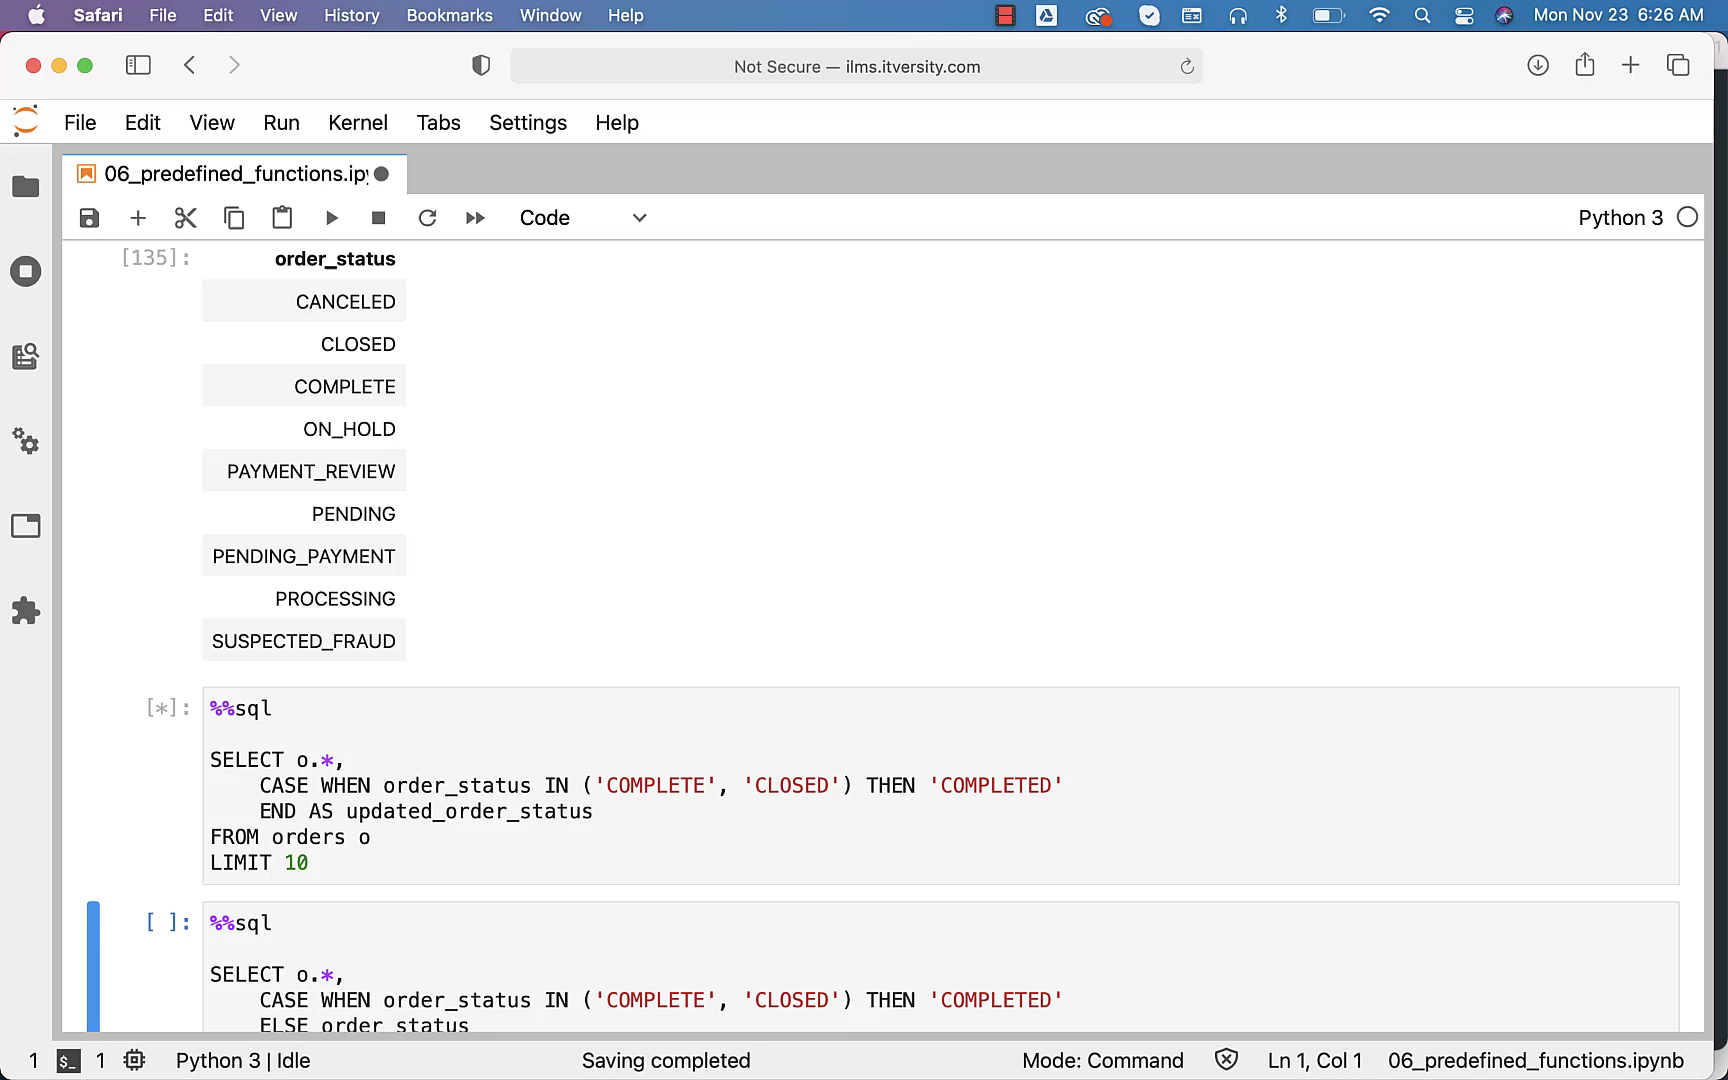 Safari File Edit View History Bookmarks Window Help Mon Nov 23 6:26 AM
Not Secure — ilms.itversity.com
File Edit View Run Kernel Tabs Settings Help
06_predefined_functions.ipy
Code Python 3
[135]: order_status
CANCELED
CLOSED
COMPLETE
ON_HOLD
PAYMENT_REVIEW
PENDING
PENDING_PAYMENT
PROCESSING
SUSPECTED_FRAUD
[*]: %%sql
SELECT o.*,
CASE WHEN order_status IN ('COMPLETE', 'CLOSED') THEN 'COMPLETED'
END AS updated_order_status
FROM orders o
LIMIT 10
[ ]: %%sql
SELECT o.*,
CASE WHEN order_status IN ('COMPLETE', 'CLOSED') THEN 'COMPLETED'
ELSE order_status
1 $_ 1 Python 3 | Idle Saving completed Mode: Command Ln 1, Col 1 06_predefined_functions.ipynb